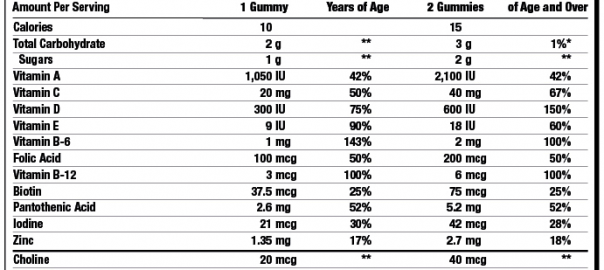 Amount Per Serving 1 Gummy Years of Age 2 Gummies of Age and Over
Calories 10 15
Total Carbohydrate 2 g ** 3 g 1%*
Sugars 1 g ** 2 g **
Vitamin A 1,050 IU 42% 2,100 IU 42%
Vitamin C 20 mg 50% 40 mg 67%
Vitamin D 300 IU 75% 600 IU 150%
Vitamin E 9 IU 90% 18 IU 60%
Vitamin B-6 1 mg 143% 2 mg 100%
Folic Acid 100 mcg 50% 200 mcg 50%
Vitamin B-12 3 mcg 100% 6 mcg 100%
Biotin 37.5 mcg 25% 75 mcg 25%
Pantothenic Acid 2.6 mg 52% 5.2 mg 52%
Iodine 21 mcg 30% 42 mcg 28%
Zinc 1.35 mg 17% 2.7 mg 18%
Choline 20 mcg ** 40 mcg **